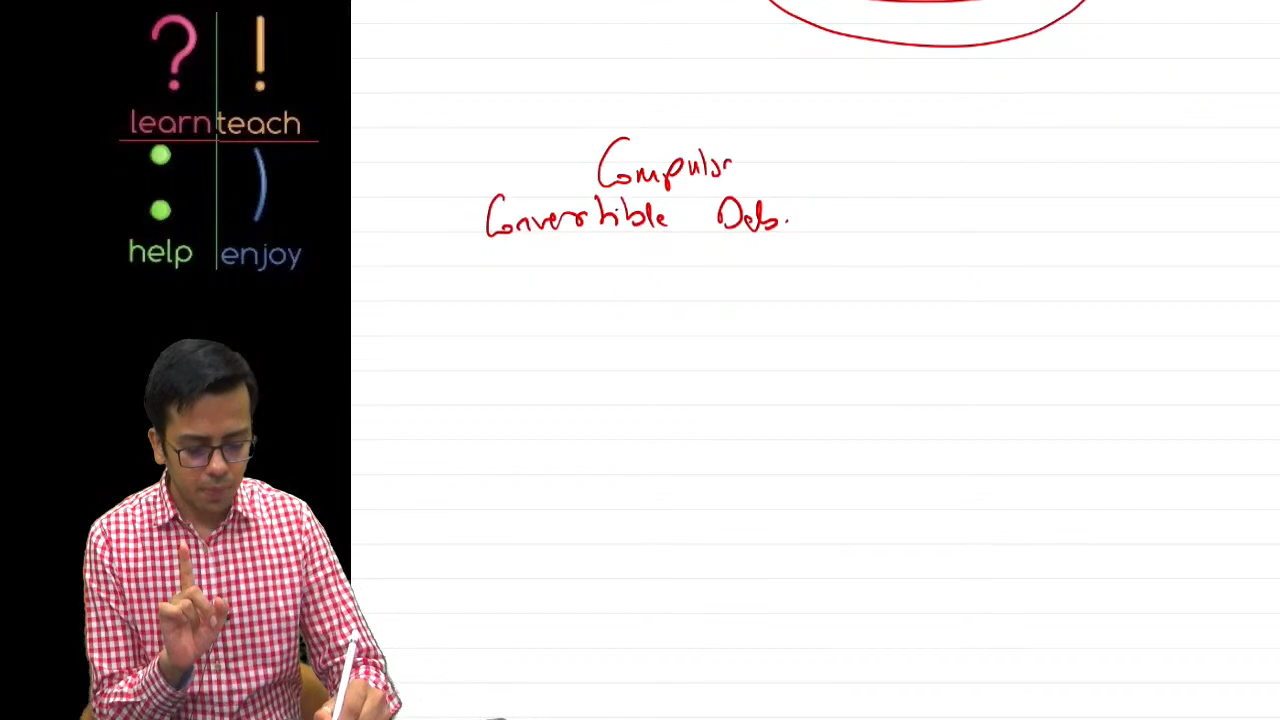 ? !
learn teach
: )
help enjoy
Compulsr
Convertible Deb.